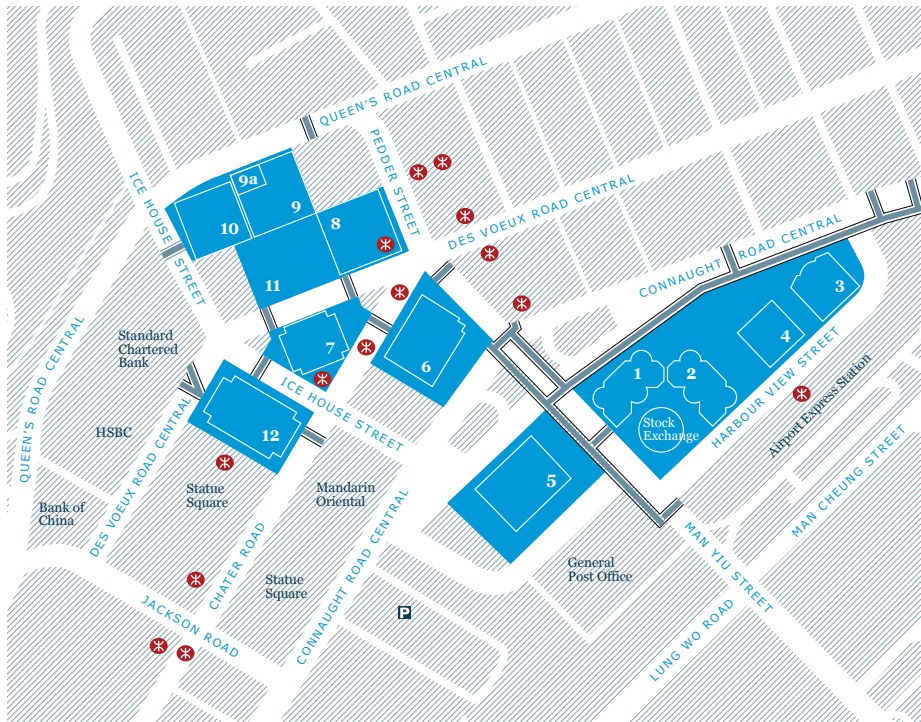 QUEEN'S ROAD CENTRAL
PEDDER STREET
ICE HOUSE STREET
9a
9
10
8
11
DES VOEUX ROAD CENTRAL
CONNAUGHT ROAD CENTRAL
3
4
7
6
Standard
Chartered
Bank
QUEEN'S ROAD CENTRAL
1
2
HARBOUR VIEW STREET
Airport Express Station
ICE HOUSE STREET
12
Stock
Exchange
HSBC
DES VOEUX ROAD CENTRAL
MAN CHEUNG STREET
5
Statue
Square
Mandarin
Oriental
Bank of
China
CHATER ROAD
CONNAUGHT ROAD CENTRAL
General
Post Office
MAN YIU STREET
Statue
Square
JACKSON ROAD
P
LUNG WO ROAD